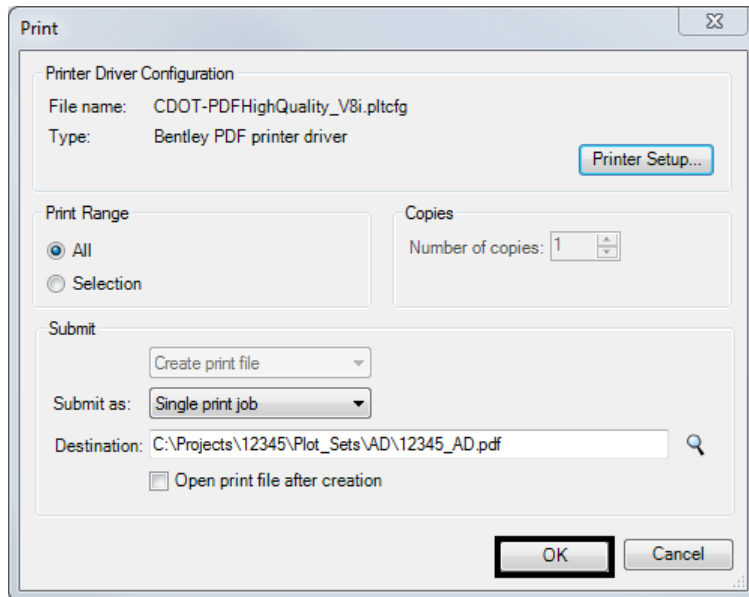 Print
Printer Driver Configuration
File name: CDOT-PDFHighQuality_V8i.pltcfg
Type: Bentley PDF printer driver
Printer Setup...
Print Range
All
Selection
Copies
Number of copies: 1
Submit
Create print file
Submit as: Single print job
Destination: C:\Projects\12345\Plot_Sets\AD\12345_AD.pdf
Open print file after creation
OK Cancel